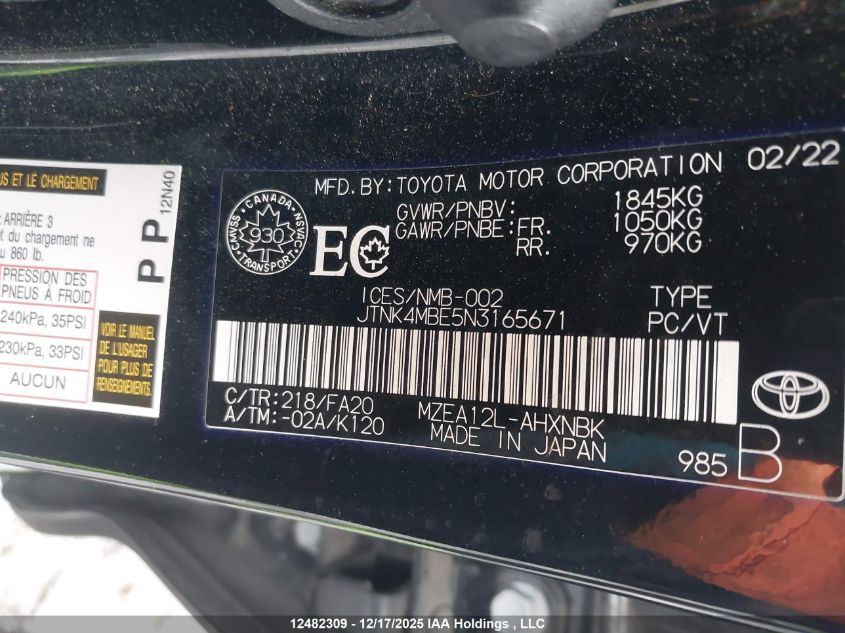 US ET LE CHARGEMENT
ARRIÈRE 3
t du chargement ne
u 860 lb.
PRESSION DES
PNEUS À FROID
240kPa, 35PSI
230kPa, 33PSI
AUCUN
VOIR LE MANUEL
DE L'USAGER
POUR PLUS DE
RENSEIGNEMENTS.
P P 12N40
MFD.BY:TOYOTA MOTOR CORPORATION 02/22
GVWR/PNBV: 1845KG
GAWR/PNBE:FR. 1050KG
RR. 970KG
CANADA
930
TRANSPORT
CMVSS
NSVAC
EC
ICES/NMB-002 TYPE
JTNK4MBE5N3165671 PC/VT
C/TR:218/FA20 MZEA12L-AHXNBK
A/TM:-02A/K120 MADE IN JAPAN
985 B
12482309 - 12/17/2025 IAA Holdings , LLC